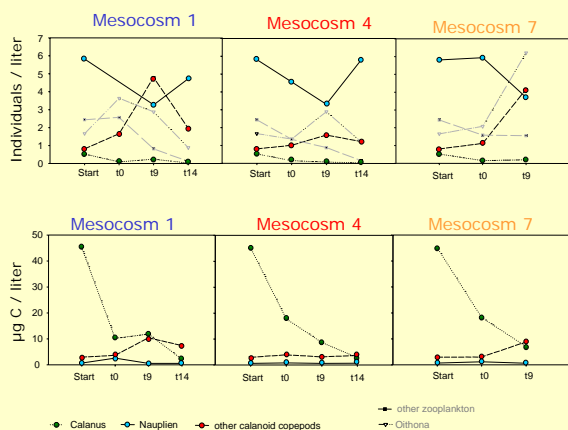 Mesocosm 1 Mesocosm 4 Mesocosm 7
Individuals / liter
7
6
5
4
3
2
1
0
Start t0 t9 t14 Start t0 t9 t14 Start t0 t9
Mesocosm 1 Mesocosm 4 Mesocosm 7
µg C / liter
50
40
30
20
10
0
Start t0 t9 t14 Start t0 t9 t14 Start t0 t9
other zooplankton
Calanus Nauplien other calanoid copepods Oithona